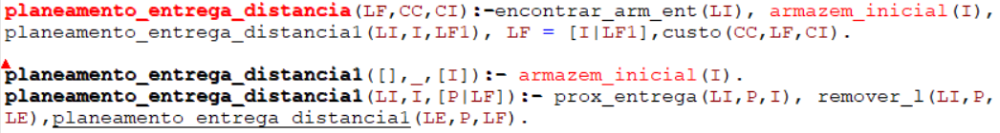 planeamento_entrega_distancia(LF,CC,CI):-encontrar_arm_ent(LI), armazem_inicial(I),
planeamento_entrega_distancia1(LI,I,LF1), LF = [I|LF1],custo(CC,LF,CI).
planeamento_entrega_distancia1([],_,[I]):- armazem_inicial(I).
planeamento_entrega_distancia1(LI,I,[P|LF]):- prox_entrega(LI,P,I), remover_l(LI,P,
LE),planeamento_entrega_distancia1(LE,P,LF).